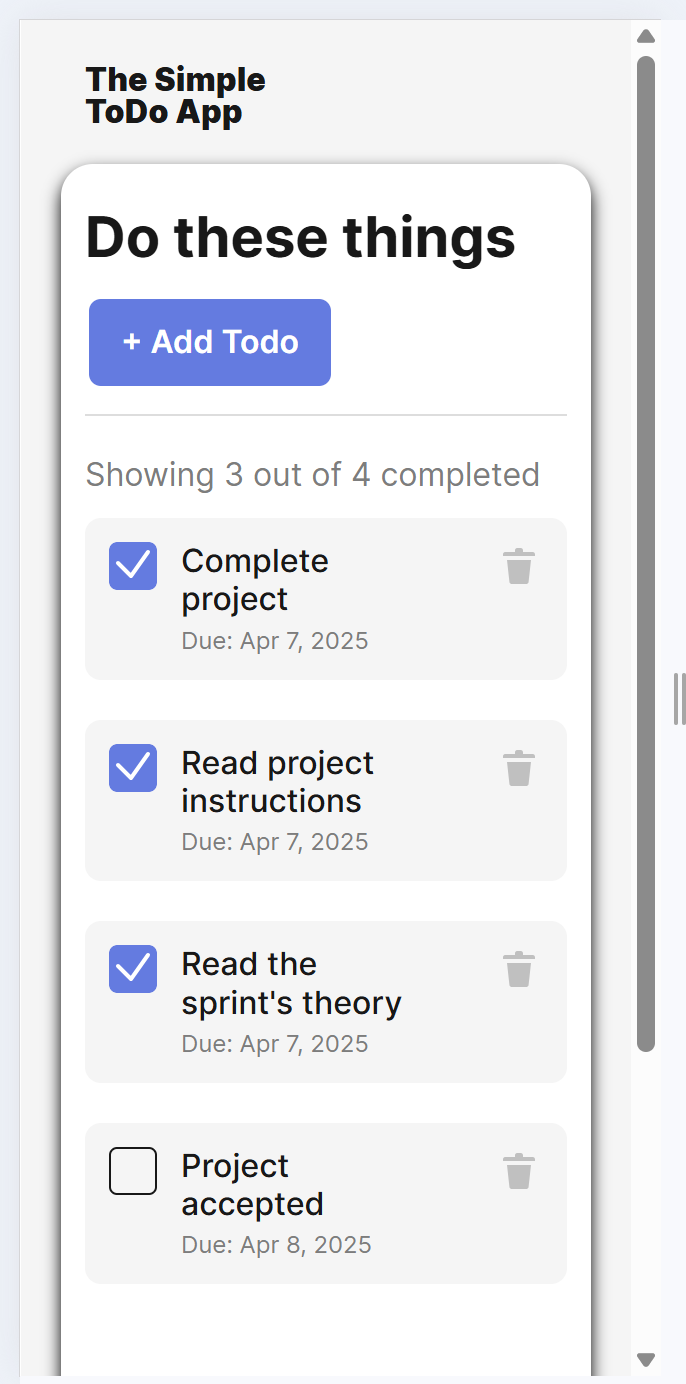 The Simple
ToDo App
Do these things
+ Add Todo
Showing 3 out of 4 completed
Complete
project
Due: Apr 7, 2025
Read project
instructions
Due: Apr 7, 2025
Read the
sprint's theory
Due: Apr 7, 2025
Project
accepted
Due: Apr 8, 2025